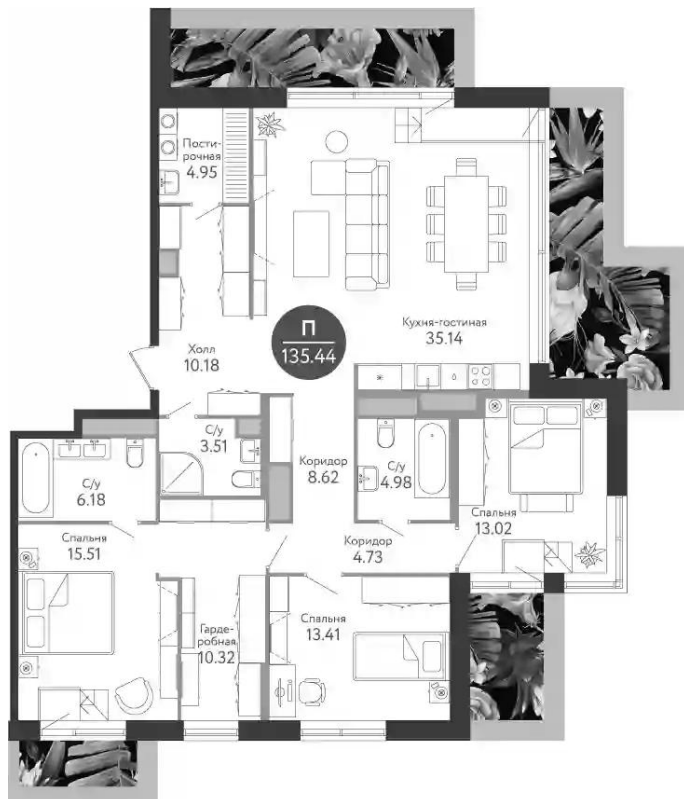 Пости-
рочная
4.95
Кухня-гостиная
35.14
П
135.44
Холл
10.18
С/у
3.51
Коридор
8.62
С/у
4.98
С/у
6.18
Спальня
13.02
Спальня
15.51
Коридор
4.73
Гарде-
робная
10.32
Спальня
13.41